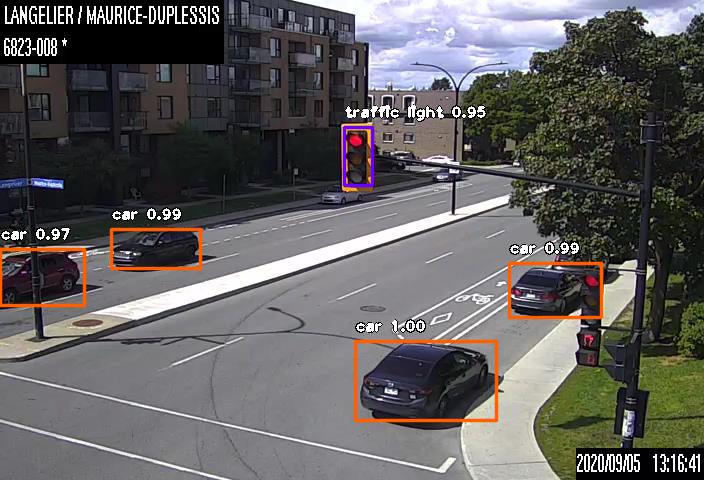 LANGELIER / MAURICE-DUPLESSIS
6823-008 *
traffic light 0.95
car 0.99
car 0.97
car 0.99
car 1.00
2020/09/05 13:16:41